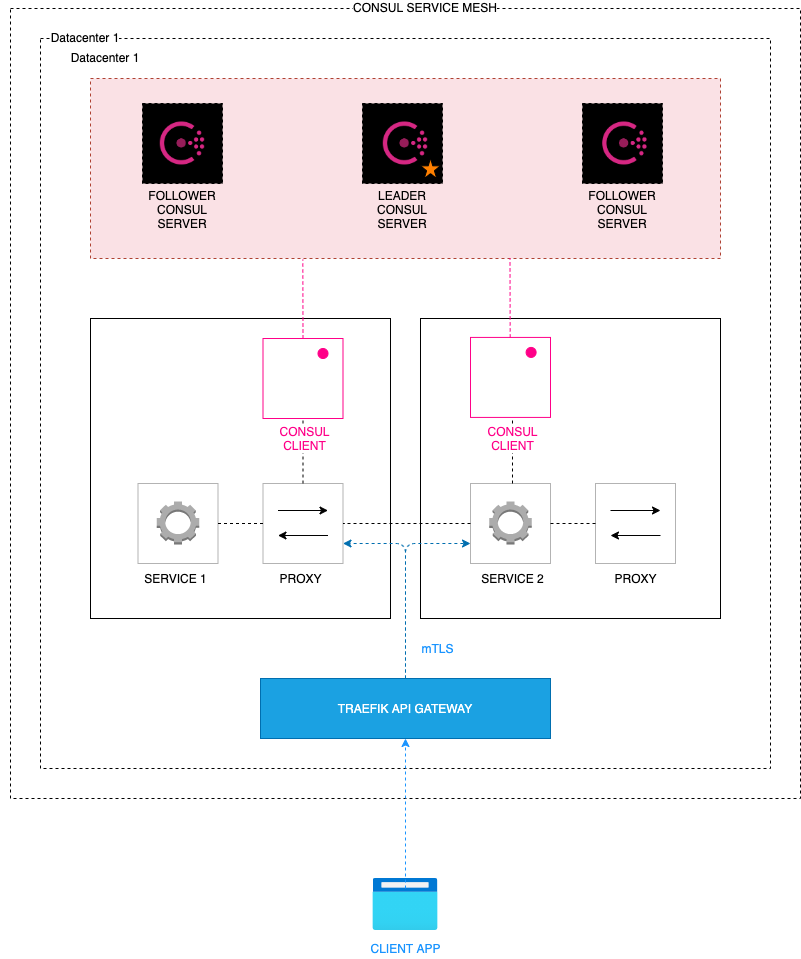 CONSUL SERVICE MESH
Datacenter 1
Datacenter 1
FOLLOWER
CONSUL
SERVER
LEADER
CONSUL
SERVER
FOLLOWER
CONSUL
SERVER
CONSUL
CLIENT
CONSUL
CLIENT
SERVICE 1
PROXY
SERVICE 2
PROXY
mTLS
TRAEFIK API GATEWAY
CLIENT APP